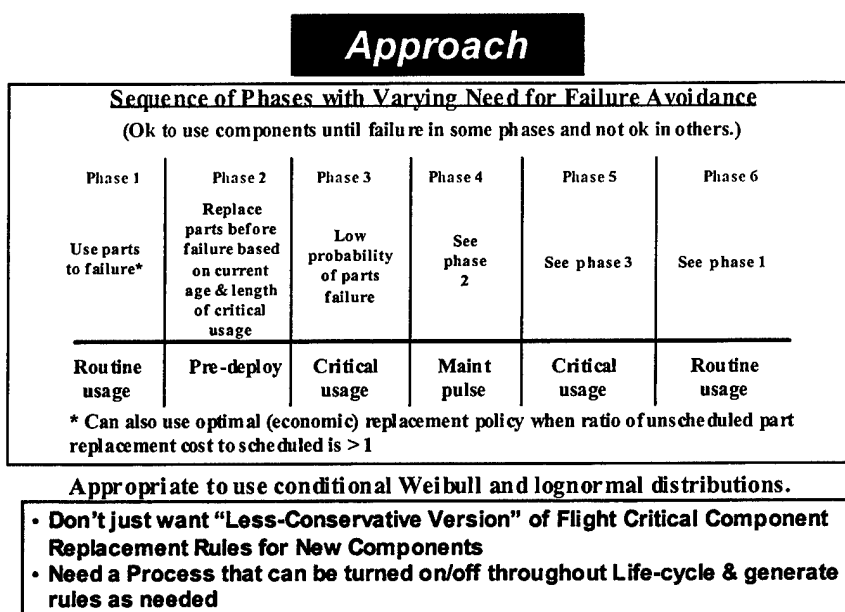 Approach
Sequence of Phases with Varying Need for Failure Avoidance
(Ok to use components until failure in some phases and not ok in others.)
Phase 1
Use parts
to failure*
Routine
usage
Phase 2
Replace
parts before
failure based
on current
age & length
of critical
usage
Pre-deploy
Phase 3
Low
probability
of parts
failure
Critical
usage
Phase 4
See
phase
2
Maint
pulse
Phase 5
See phase 3
Critical
usage
Phase 6
See phase 1
Routine
usage
* Can also use optimal (economic) replacement policy when ratio of unscheduled part
replacement cost to scheduled is > 1
Appropriate to use conditional Weibull and lognormal distributions.
• Don't just want "Less-Conservative Version" of Flight Critical Component
Replacement Rules for New Components
• Need a Process that can be turned on/off throughout Life-cycle & generate
rules as needed